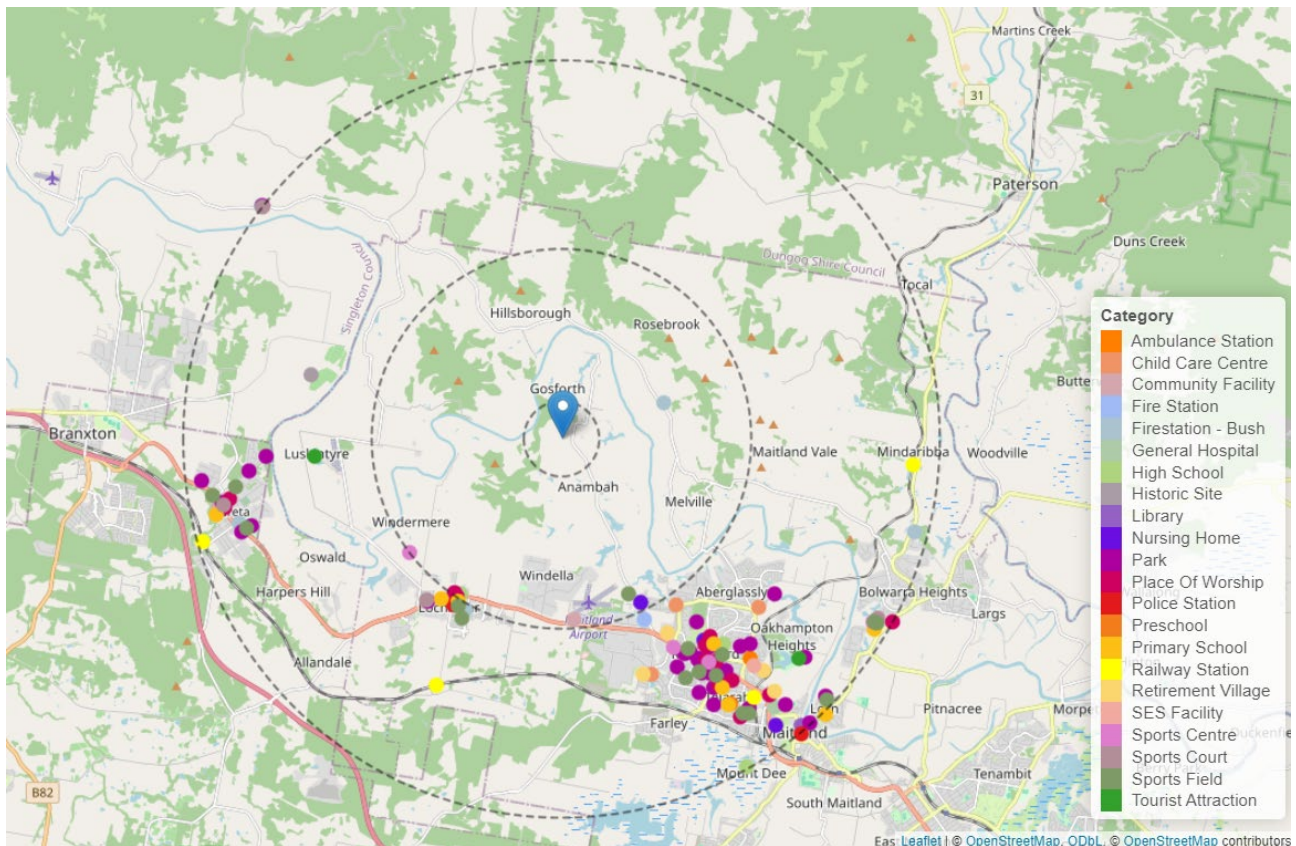 Martins Creek
31
Paterson
Duns Creek
Singleton Council
Dungog Shire Council
Tocal
Hillsborough
Rosebrook
Gosforth
Branxton
Maitland Vale
Mindaribba
Woodville
Anambah
Melville
Windermere
Oswald
Windella
Aberglassly
Bolwarra Heights
Harpers Hill
Largs
Maitland
Airport
Oakhampton
Heights
Allandale
Farley
Lorn
Pitnacree
Maitland
Mount Dee
Tenambit
South Maitland
B82
Category
Ambulance Station
Child Care Centre
Community Facility
Fire Station
Firestation - Bush
General Hospital
High School
Historic Site
Library
Nursing Home
Park
Place Of Worship
Police Station
Preschool
Primary School
Railway Station
Retirement Village
SES Facility
Sports Centre
Sports Court
Sports Field
Tourist Attraction
Leaflet | © OpenStreetMap, ODbL, © OpenStreetMap contributors